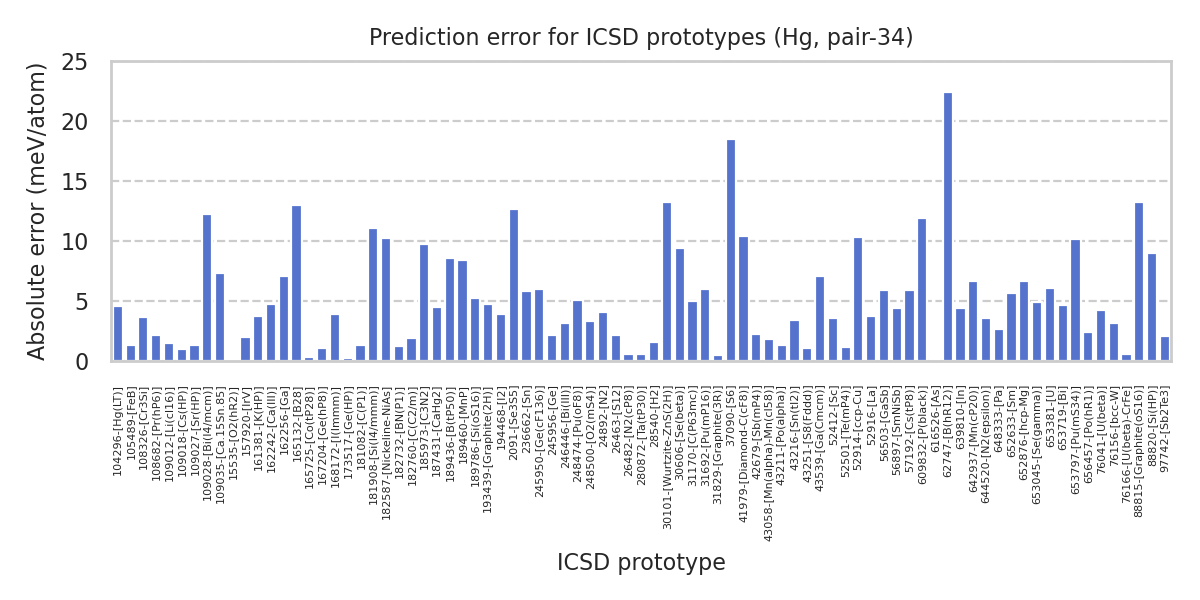 Prediction error for ICSD prototypes (Hg, pair-34)
Absolute error (meV/atom)
25
20
15
10
5
0
104296-[Hg(LT)]
105489-[FeB]
108326-[Cr3Si]
108682-[Pr(hP6)]
109012-[Li(cI16)]
109018-[Cs(HP)]
109027-[Sr(HP)]
109028-[Bi(I4/mcm)]
109035-[Ca.15Sn.85]
15535-[O2(hR2)]
157920-[IrV]
161381-[K(HP)]
162242-[Ca(III)]
162256-[Ga]
165132-[B28]
165725-[Co(tP28)]
167204-[Ge(hP8)]
168172-[I(Immm)]
173517-[Ge(HP)]
181082-[C(P1)]
181908-[Si(I4/mmm)]
182587-[Nickeline-NiAs]
182732-[BN(P1)]
182760-[C(C2/m)]
185973-[C3N2]
187431-[CaHg2]
189436-[B(tP50)]
189460-[MnP]
189786-[Si(oS16)]
193439-[Graphite(2H)]
194468-[I2]
2091-[Se3S5]
236662-[Sn]
245950-[Ge(cF136)]
245956-[Ge]
246446-[Bi(III)]
248474-[Pu(oF8)]
248500-[O2(mS4)]
24892-[N2]
26463-[S12]
26482-[N2(cP8)]
280872-[Ta(tP30)]
28540-[H2]
30101-[Wurtzite-ZnS(2H)]
30606-[Se(beta)]
31170-[C(P63mc)]
31692-[Pu(mP16)]
31829-[Graphite(3R)]
37090-[S6]
41979-[Diamond-C(cF8)]
42679-[Sb(mP4)]
43058-[Mn(alpha)-Mn(cI58)]
43211-[Po(alpha)]
43216-[Sn(tI2)]
43251-[S8(Fddd)]
43539-[Ga(Cmcm)]
52412-[Sc]
52501-[Te(mP4)]
52914-[ccp-Cu]
52916-[La]
56503-[GaSb]
56897-[SmNiSb]
57192-[Cs(tP8)]
609832-[P(black)]
616526-[As]
62747-[B(hR12)]
639810-[In]
642937-[Mn(cP20)]
644520-[N2(epsilon)]
648333-[Pa]
652633-[Sm]
652876-[hcp-Mg]
653045-[Se(gamma)]
653381-[U]
653719-[Bi]
653797-[Pu(mS34)]
656457-[Po(hR1)]
76041-[U(beta)]
76156-[bcc-W]
76166-[U(beta)-CrFe]
88815-[Graphite(oS16)]
88820-[Si(HP)]
97742-[Sb2Te3]
ICSD prototype